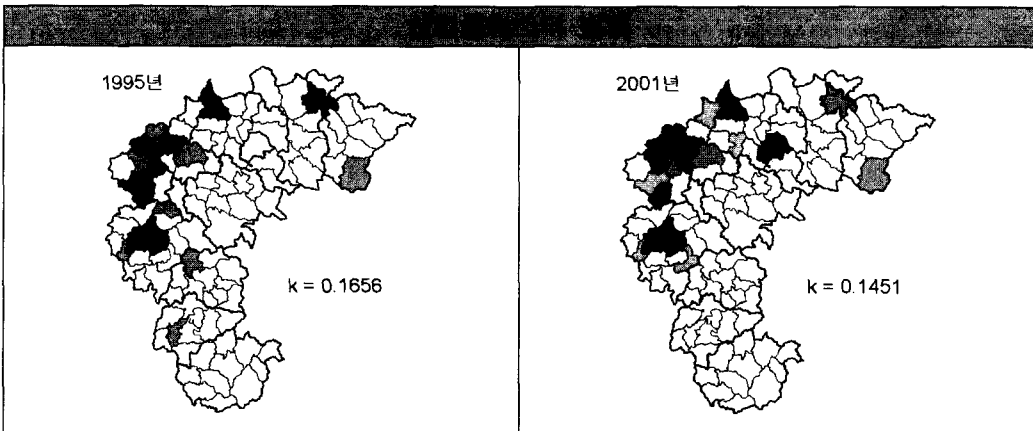 1995년
2001년
k = 0.1656
k = 0.1451